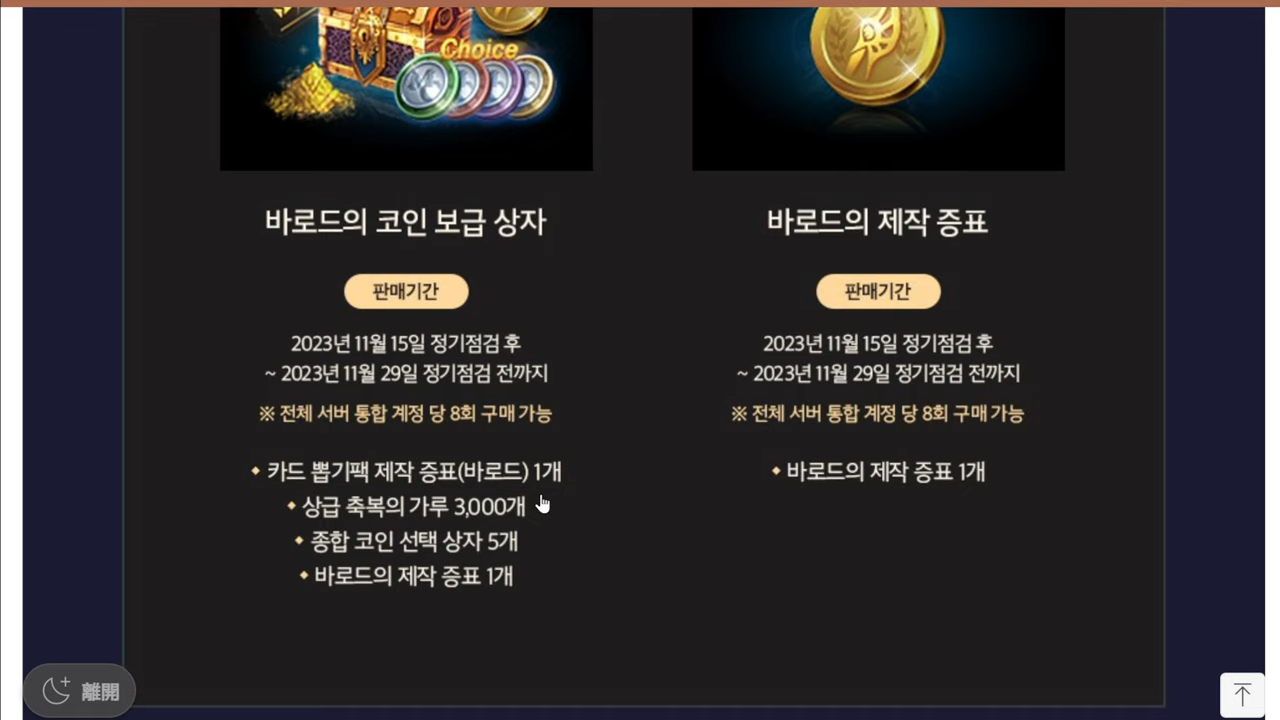 Choice
바로드의 코인 보급 상자
판매기간
2023년 11월 15일 정기점검 후
~ 2023년 11월 29일 정기점검 전까지
※ 전체 서버 통합 계정 당 8회 구매 가능
◆ 카드 뽑기팩 제작 증표(바로드) 1개
◆ 상급 축복의 가루 3,000개
◆ 종합 코인 선택 상자 5개
◆ 바로드의 제작 증표 1개
바로드의 제작 증표
판매기간
2023년 11월 15일 정기점검 후
~ 2023년 11월 29일 정기점검 전까지
※ 전체 서버 통합 계정 당 8회 구매 가능
◆ 바로드의 제작 증표 1개
離開